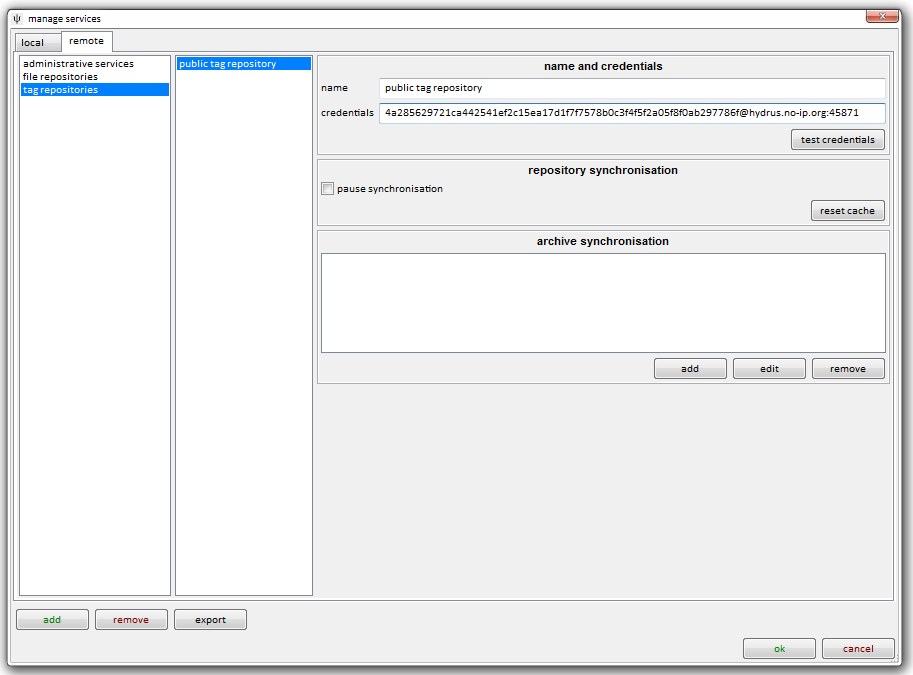 manage services
local
remote
administrative services
file repositories
tag repositories
public tag repository
name and credentials
name public tag repository
credentials 4a285629721ca442541ef2c15ea17d1f7f7578b0c3f4f5f2a05f8f0ab297786f@hydrus.no-ip.org:45871
test credentials
repository synchronisation
pause synchronisation
reset cache
archive synchronisation
add edit remove
add remove export
ok cancel